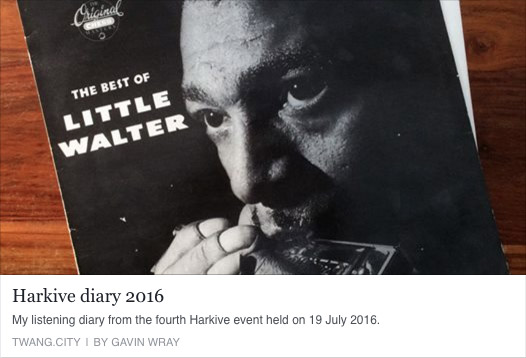 Original
CHESS
THE BEST OF
LITTLE
WALTER
Harkive diary 2016
My listening diary from the fourth Harkive event held on 19 July 2016.
TWANG.CITY | BY GAVIN WRAY